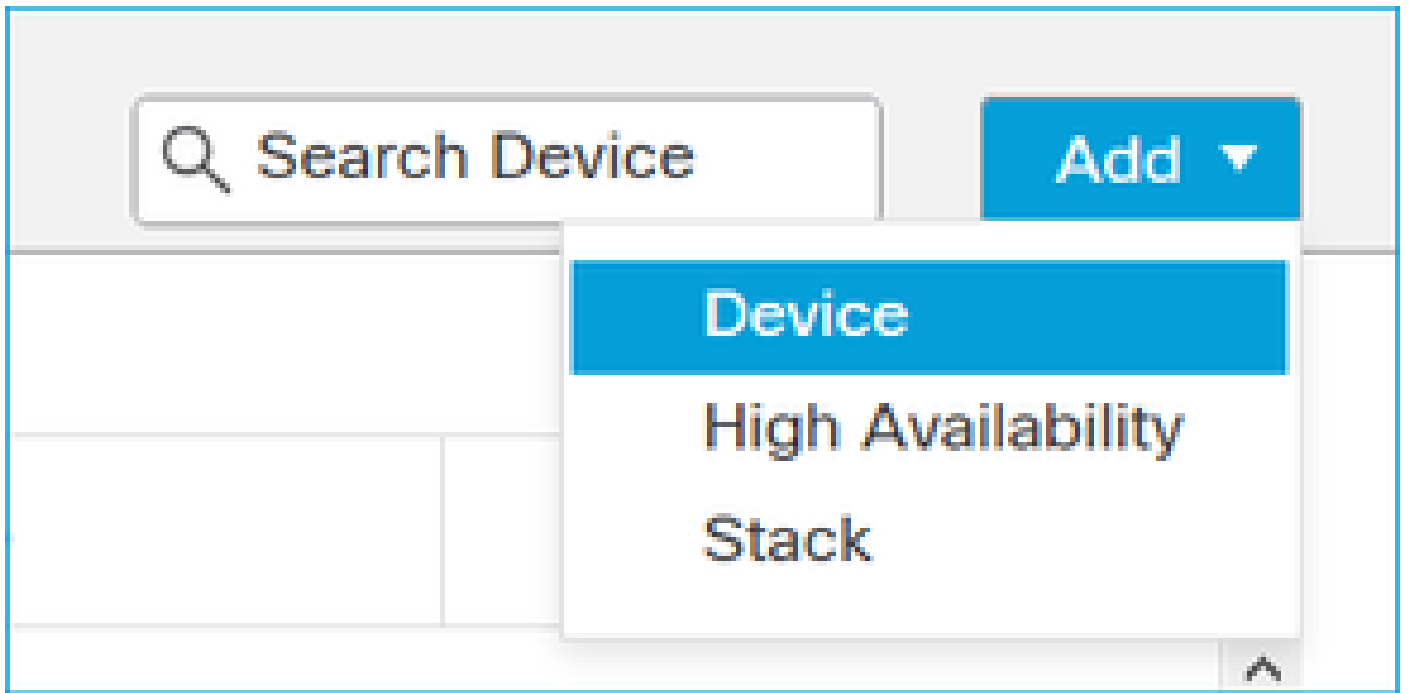 Search Device
Add
Device
High Availability
Stack